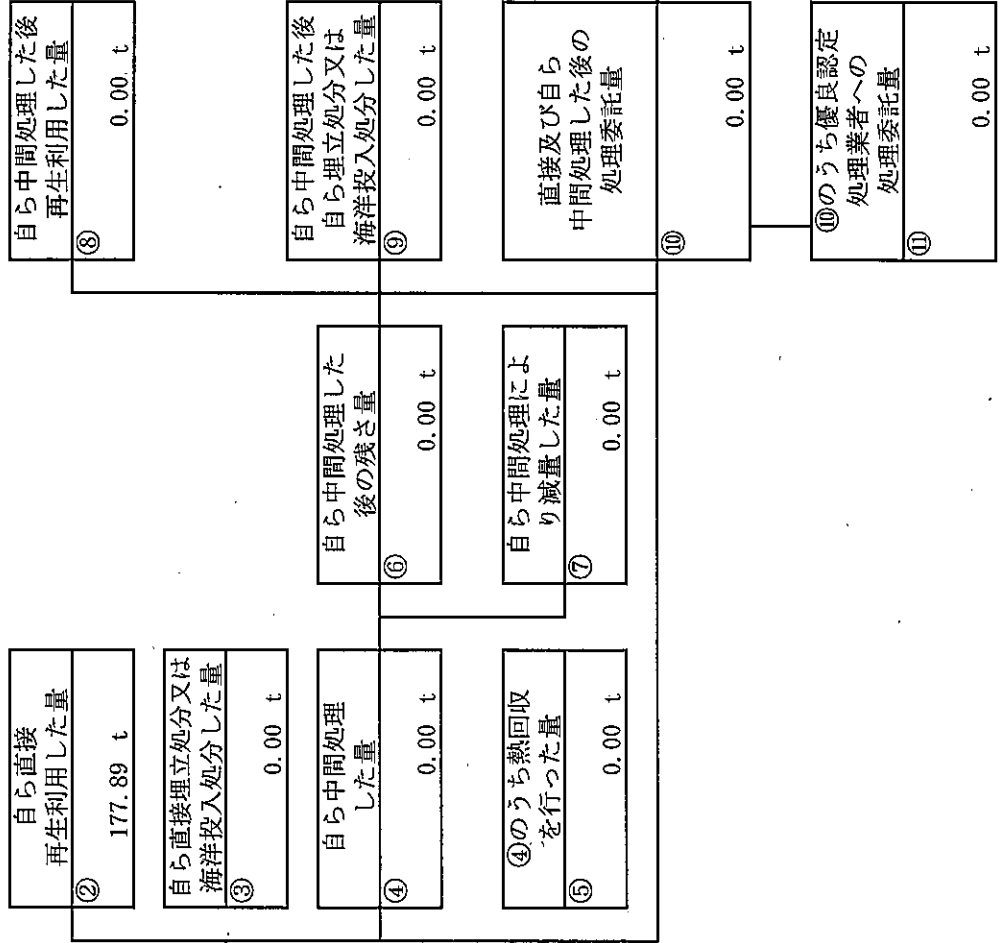 自ら直接
再生利用した量
②
177.89 t
自ら直接埋立処分又は
海洋投入処分した量
③
0.00 t
自ら中間処理
した量
④
0.00 t
④のうち熱回収
を行った量
⑤
0.00 t
自ら中間処理した
後の残さ量
⑥
0.00 t
自ら中間処理によ
り減量した量
⑦
0.00 t
自ら中間処理した後
再生利用した量
⑧
0.00 t
自ら中間処理した後
自ら埋立処分又は
海洋投入処分した量
⑨
0.00 t
直接及び自ら
中間処理した後の
処理委託量
⑩
0.00 t
⑩のうち優良認定
処理業者への
処理委託量
⑪
0.00 t